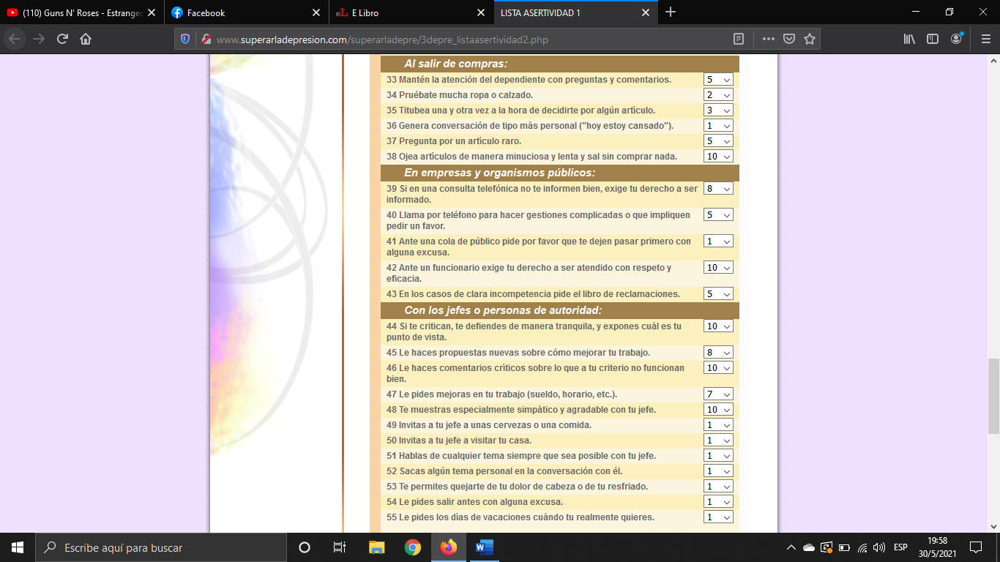 (110) Guns N' Roses - Estranged
Facebook
E Libro
LISTA ASERTIVIDAD 1
www.superarladepresion.com/superarladepre/3depre_listaasertividad2.php
Al salir de compras:
33 Mantén la atención del dependiente con preguntas y comentarios. 5
34 Pruébate mucha ropa o calzado. 2
35 Titubea una y otra vez a la hora de decidirte por algún artículo. 3
36 Genera conversación de tipo más personal ("hoy estoy cansado"). 1
37 Pregunta por un artículo raro. 5
38 Ojea artículos de manera minuciosa y lenta y sal sin comprar nada. 10
En empresas y organismos públicos:
39 Si en una consulta telefónica no te informen bien, exige tu derecho a ser 8
informado.
40 Llama por teléfono para hacer gestiones complicadas o que impliquen 5
pedir un favor.
41 Ante una cola de público pide por favor que te dejen pasar primero con 1
alguna excusa.
42 Ante un funcionario exige tu derecho a ser atendido con respeto y 10
eficacia.
43 En los casos de clara incompetencia pide el libro de reclamaciones. 5
Con los jefes o personas de autoridad:
44 Si te critican, te defiendes de manera tranquila, y expones cuál es tu 10
punto de vista.
45 Le haces propuestas nuevas sobre cómo mejorar tu trabajo. 8
46 Le haces comentarios críticos sobre lo que a tu criterio no funcionan 10
bien.
47 Le pides mejoras en tu trabajo (sueldo, horario, etc.). 7
48 Te muestras especialmente simpático y agradable con tu jefe. 10
49 Invitas a tu jefe a unas cervezas o una comida. 1
50 Invitas a tu jefe a visitar tu casa. 1
51 Hablas de cualquier tema siempre que sea posible con tu jefe. 1
52 Sacas algún tema personal en la conversación con él. 1
53 Te permites quejarte de tu dolor de cabeza o de tu resfriado. 1
54 Le pides salir antes con alguna excusa. 1
55 Le pides los días de vacaciones cuándo tu realmente quieres. 1
Escribe aquí para buscar
ESP
19:58
30/5/2021